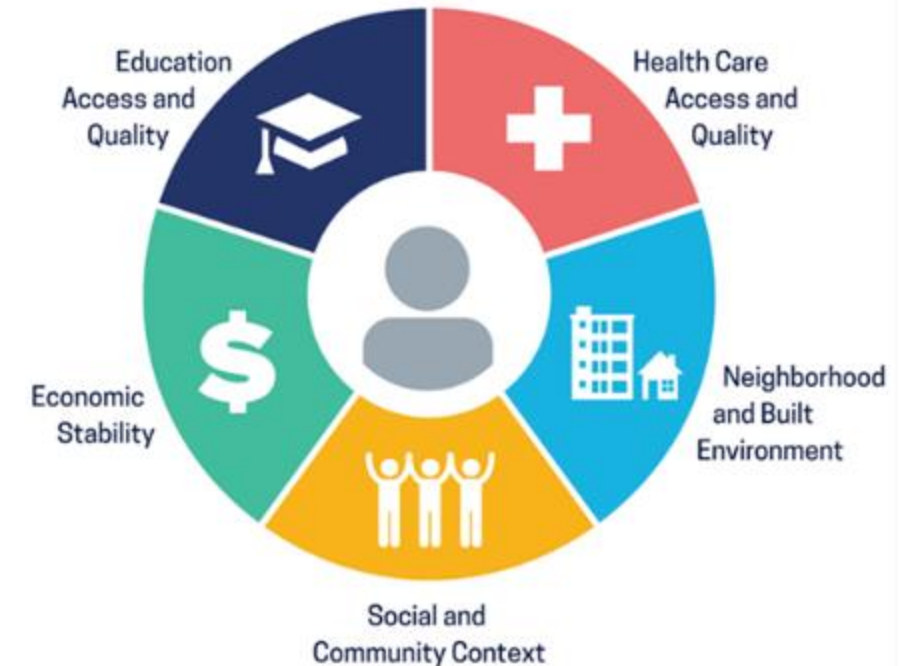 Education
Access and
Quality
Health Care
Access and
Quality
Economic
Stability
Neighborhood
and Built
Environment
Social and
Community Context